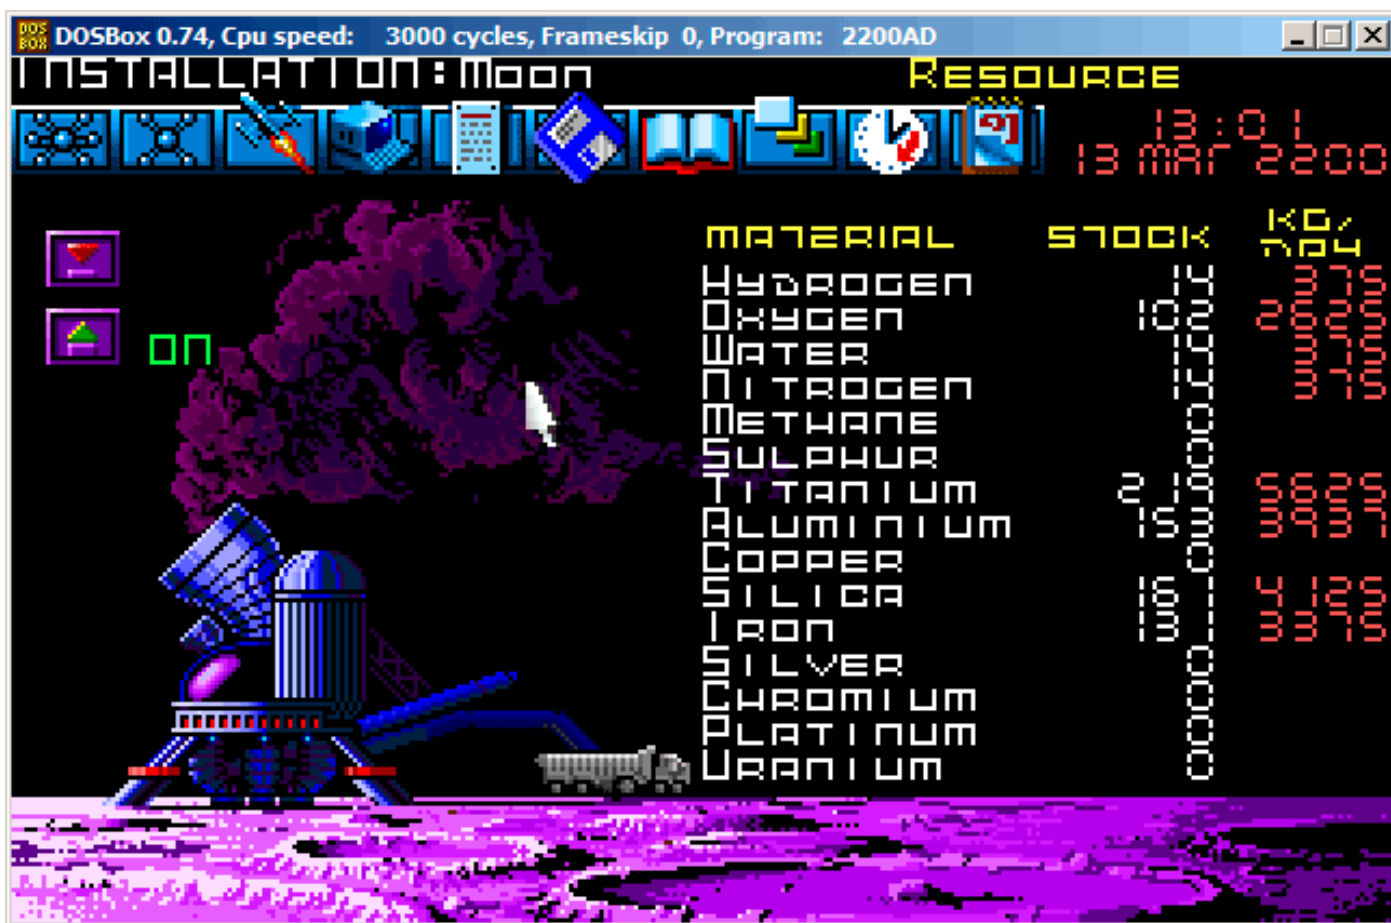 DOSBox 0.74, Cpu speed: 3000 cycles, Frameskip 0, Program: 2200AD
INSTALLATION:Moon RESOURCE
13:01
13 Mar 2200
MATERIAL STOCK KG/DAY
HYDROGEN 14 375
OXYGEN 102 2625
WATER 14 375
ON
NITROGEN 14 375
METHANE 0
SULPHUR 0
TITANIUM 219 5625
ALUMINIUM 153 3937
COPPER 0
SILICA 161 4125
IRON 131 3375
SILVER 0
CHROMIUM 0
PLATINUM 0
URANIUM 0